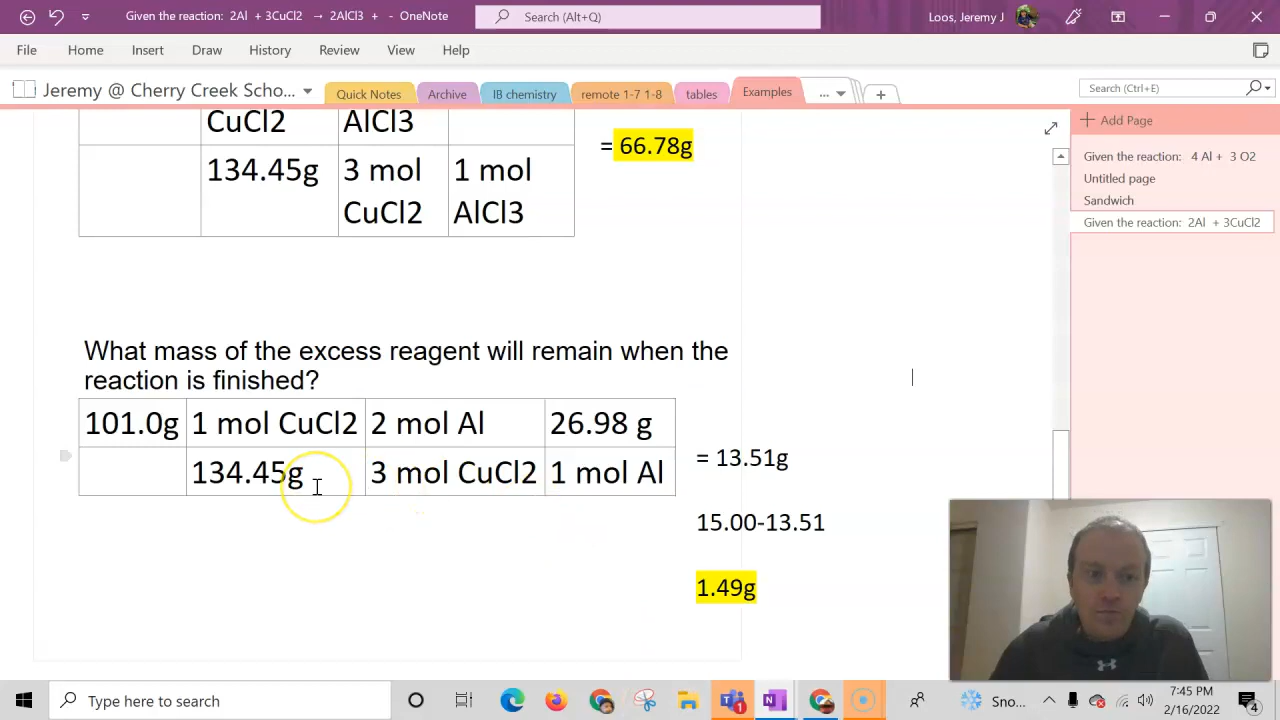 Given the reaction: 2Al + 3CuCl2 → 2AlCl3 + - OneNote
Search (Alt+Q)
Loos, Jeremy J
File Home Insert Draw History Review View Help
Jeremy @ Cherry Creek Scho...
Quick Notes Archive IB chemistry remote 1-7 1-8 tables Examples ... +
Search (Ctrl+E)
Add Page
Given the reaction: 4 Al + 3 O2
Untitled page
Sandwich
Given the reaction: 2Al + 3CuCl2
CuCl2 AlCl3
= 66.78g
134.45g 3 mol 1 mol
CuCl2 AlCl3
What mass of the excess reagent will remain when the
reaction is finished?
101.0g 1 mol CuCl2 2 mol Al 26.98 g
134.45g 3 mol CuCl2 1 mol Al
= 13.51g
15.00-13.51
1.49g
Type here to search
1
Sno...
7:45 PM
2/16/2022
4